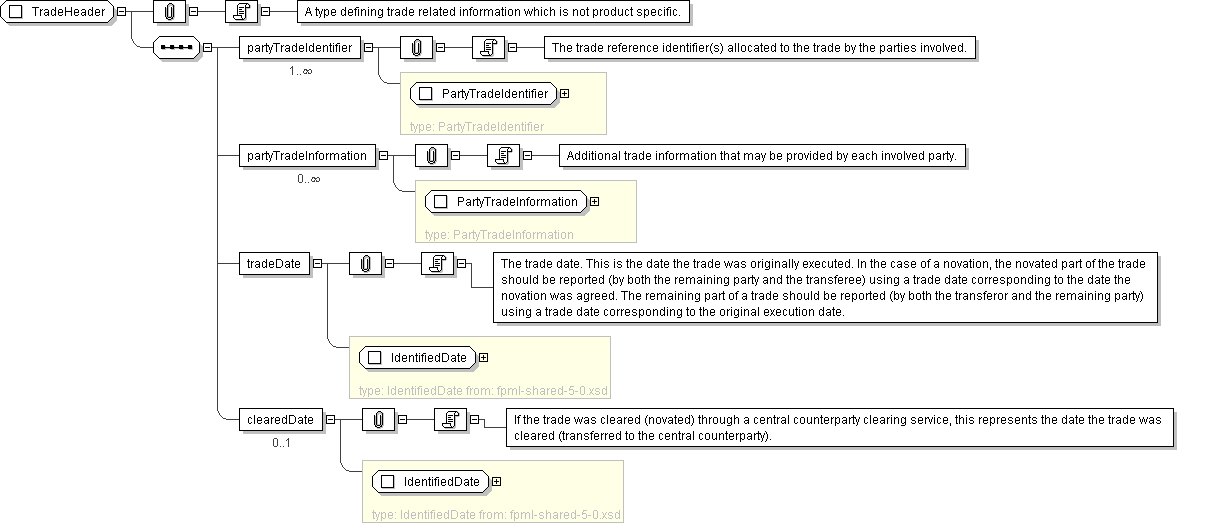 TradeHeader
A type defining trade related information which is not product specific.
partyTradeIdentifier
The trade reference identifier(s) allocated to the trade by the parties involved.
1..∞
PartyTradeIdentifier
type: PartyTradeIdentifier
partyTradeInformation
Additional trade information that may be provided by each involved party.
0..∞
PartyTradeInformation
type: PartyTradeInformation
tradeDate
The trade date. This is the date the trade was originally executed. In the case of a novation, the novated part of the trade
should be reported (by both the remaining party and the transferee) using a trade date corresponding to the date the
novation was agreed. The remaining part of a trade should be reported (by both the transferor and the remaining party)
using a trade date corresponding to the original execution date.
IdentifiedDate
type: IdentifiedDate from: fpml-shared-5-0.xsd
clearedDate
If the trade was cleared (novated) through a central counterparty clearing service, this represents the date the trade was
cleared (transferred to the central counterparty).
0..1
IdentifiedDate
type: IdentifiedDate from: fpml-shared-5-0.xsd